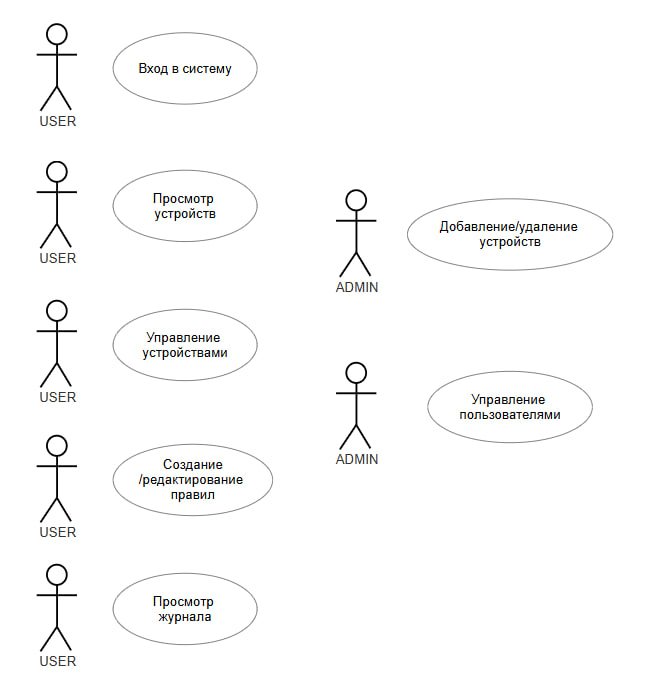 Вход в систему
USER
Просмотр
устройств
USER
Управление
устройствами
USER
Создание
/редактирование
правил
USER
Просмотр
журнала
USER
Добавление/удаление
устройств
ADMIN
Управление
пользователями
ADMIN